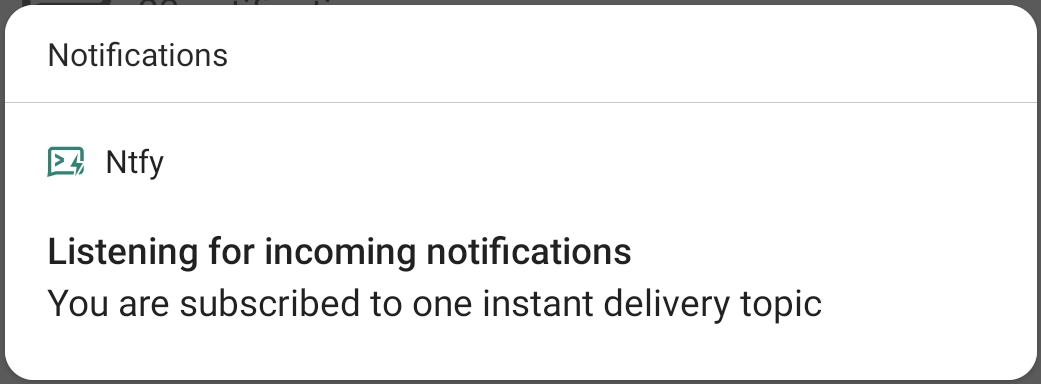 Notifications
Ntfy
Listening for incoming notifications
You are subscribed to one instant delivery topic